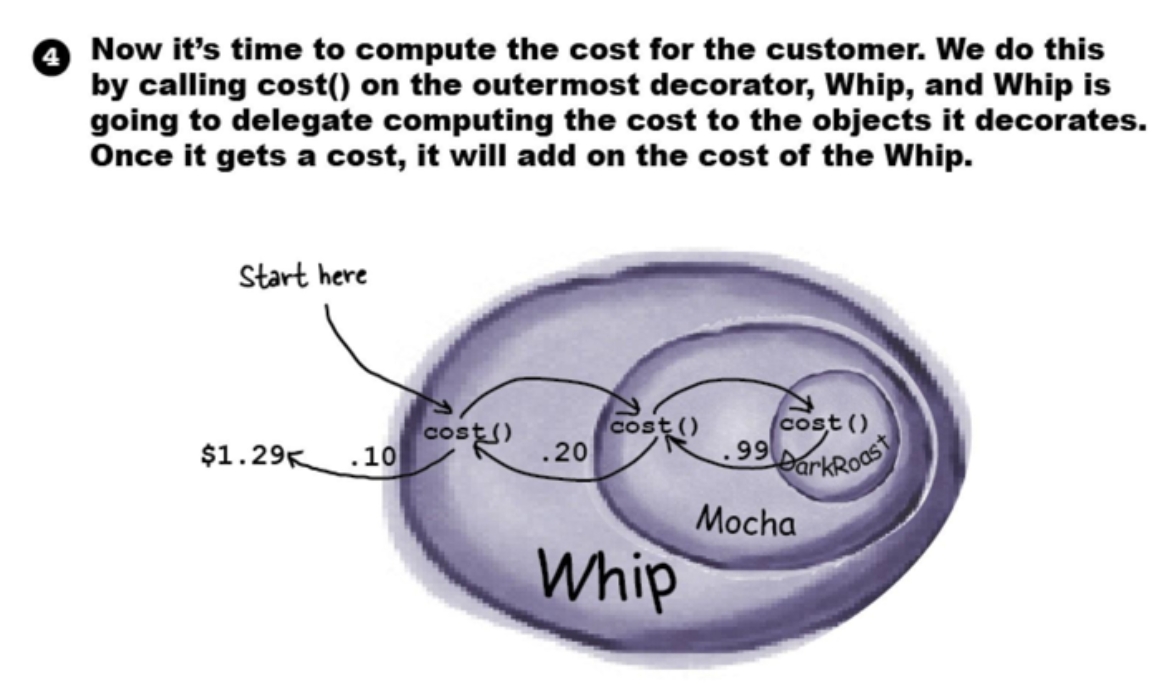 4 Now it's time to compute the cost for the customer. We do this
by calling cost() on the outermost decorator, Whip, and Whip is
going to delegate computing the cost to the objects it decorates.
Once it gets a cost, it will add on the cost of the Whip.
Start here
cost() cost() cost()
$1.29 .10 .20 .99 DarkRoast
Mocha
Whip